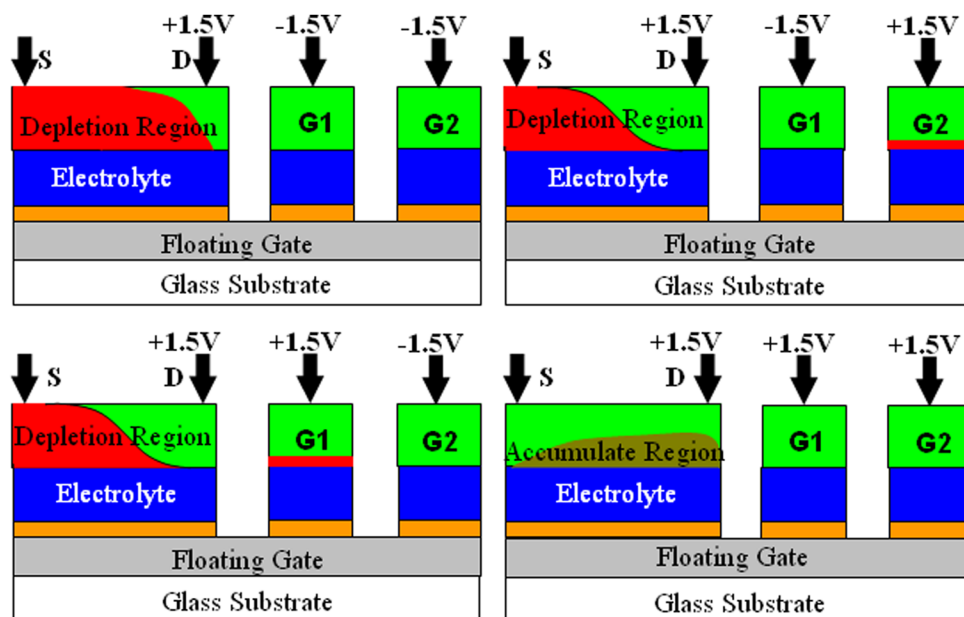 +1.5V -1.5V -1.5V
S D
Depletion Region G1 G2
Electrolyte
Floating Gate
Glass Substrate
+1.5V -1.5V +1.5V
S D
Depletion Region G1 G2
Electrolyte
Floating Gate
Glass Substrate
+1.5V +1.5V -1.5V
S D
Depletion Region G1 G2
Electrolyte
Floating Gate
Glass Substrate
+1.5V +1.5V +1.5V
S D
Accumulate Region G1 G2
Electrolyte
Floating Gate
Glass Substrate